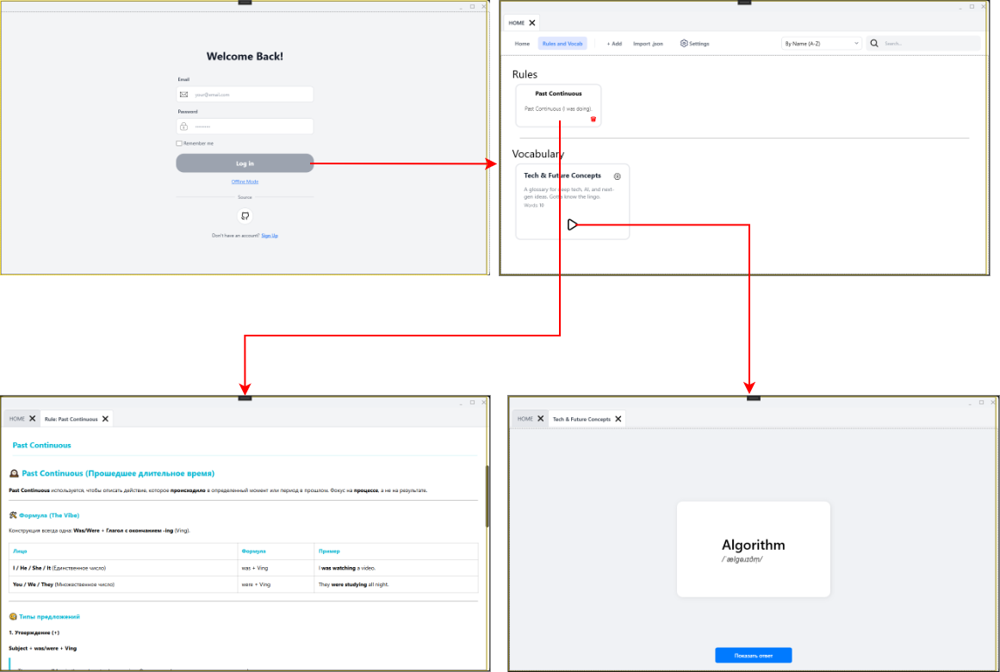 Welcome Back!
Email
your@email.com
Password
••••••••
Remember me
Log in
Offline Mode
Source
Don't have an account? Sign Up
HOME
Home Rules and Vocab + Add Import .json Settings By Name (A-Z) Search...
Rules
Past Continuous
Past Continuous (I was doing).
Vocabulary
Tech & Future Concepts
A glossary for deep tech, AI, and next-
gen ideas. Gotta know the lingo.
Words: 10
HOME Rule: Past Continuous
Past Continuous
Past Continuous (Прошедшее длительное время)
Past Continuous используется, чтобы описать действие, которое происходило в определенный момент или период в прошлом. Фокус на процессе, а не на результате.
Формула (The Vibe)
Конструкция всегда одна: Was/Were + Глагол с окончанием -ing (Ving).
Лицо Формула Пример
I / He / She / It (Единственное число) was + Ving I was watching a video.
You / We / They (Множественное число) were + Ving They were studying all night.
Типы предложений
1. Утверждение (+)
Subject + was/were + Ving
HOME Tech & Future Concepts
Algorithm
/ˈælɡəˌrɪðm/
Показать ответ